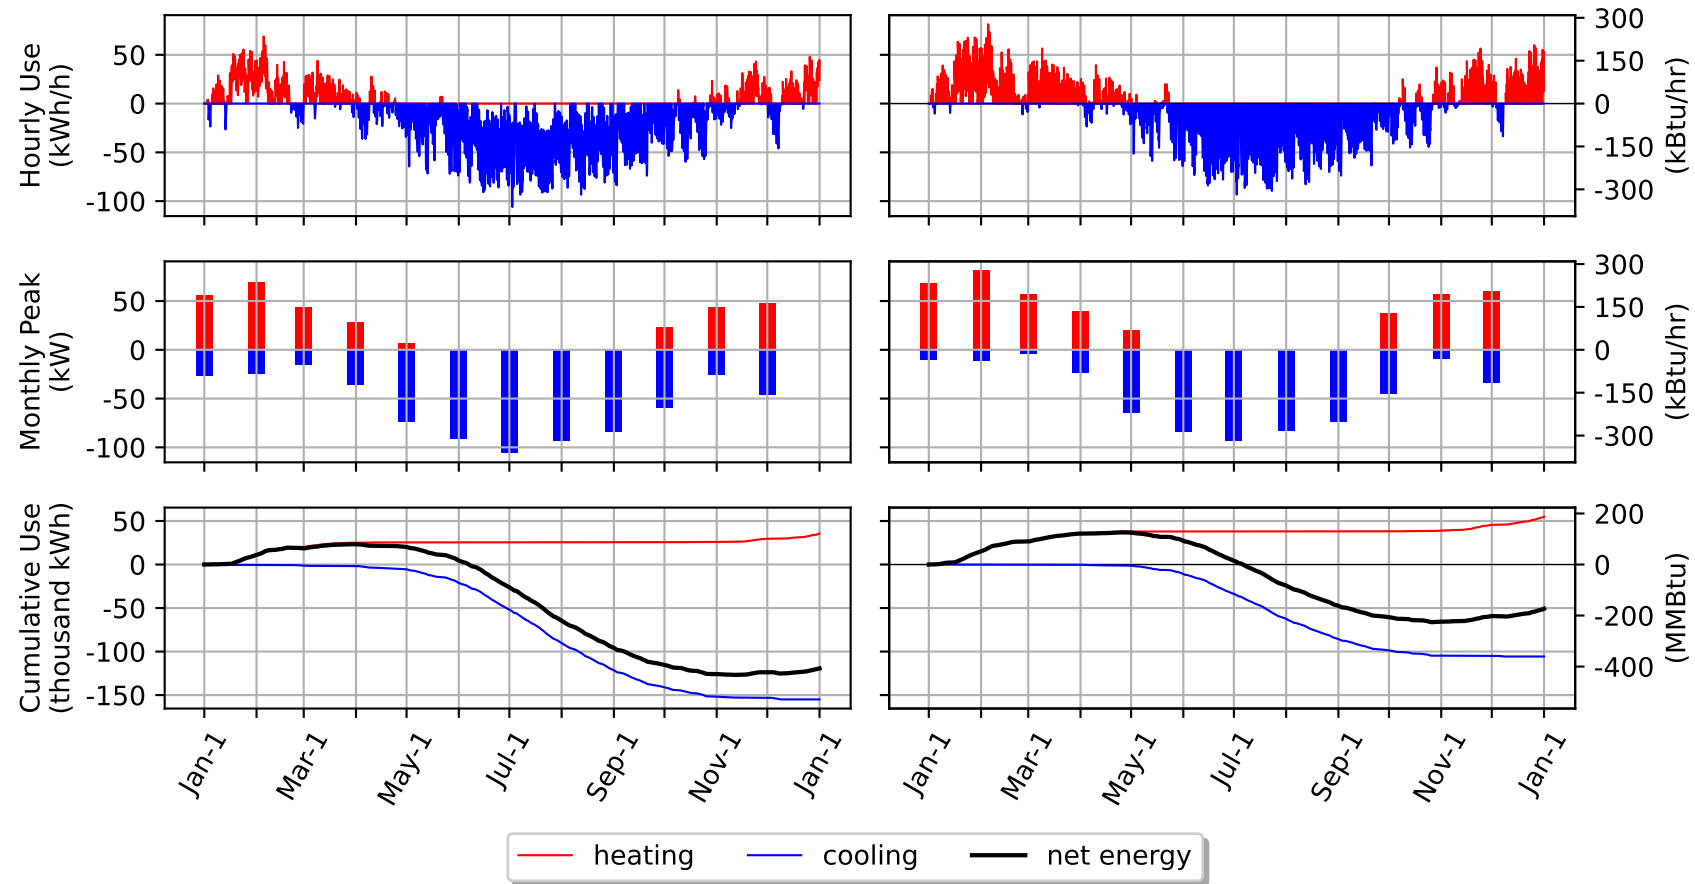 Hourly Use
(kWh/h)
50
0
-50
-100
300
150
0
-150
-300
(kBtu/hr)
Monthly Peak
(kW)
50
0
-50
-100
300
150
0
-150
-300
(kBtu/hr)
Cumulative Use
(thousand kWh)
50
0
-50
-100
-150
200
0
-200
-400
(MMBtu)
Jan-1
Mar-1
May-1
Jul-1
Sep-1
Nov-1
Jan-1
Jan-1
Mar-1
May-1
Jul-1
Sep-1
Nov-1
Jan-1
heating
cooling
net energy